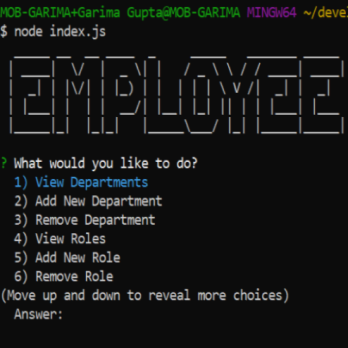 MOB-GARIMA+Garima Gupta@MOB-GARIMA MINGW64 ~/deve
$ node index.js
EMPLOYEE
? What would you like to do?
1) View Departments
2) Add New Department
3) Remove Department
4) View Roles
5) Add New Role
6) Remove Role
(Move up and down to reveal more choices)
Answer: